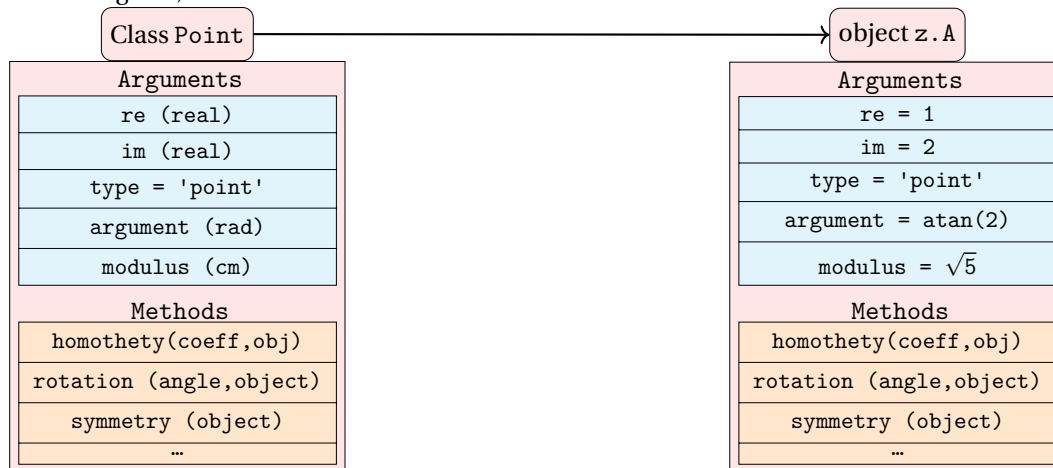 Class Point
object z.A
Arguments
re (real)
im (real)
type = 'point'
argument (rad)
modulus (cm)
Methods
homothety(coeff,obj)
rotation (angle,object)
symmetry (object)
…
Arguments
re = 1
im = 2
type = 'point'
argument = atan(2)
modulus = √5
Methods
homothety(coeff,obj)
rotation (angle,object)
symmetry (object)
…